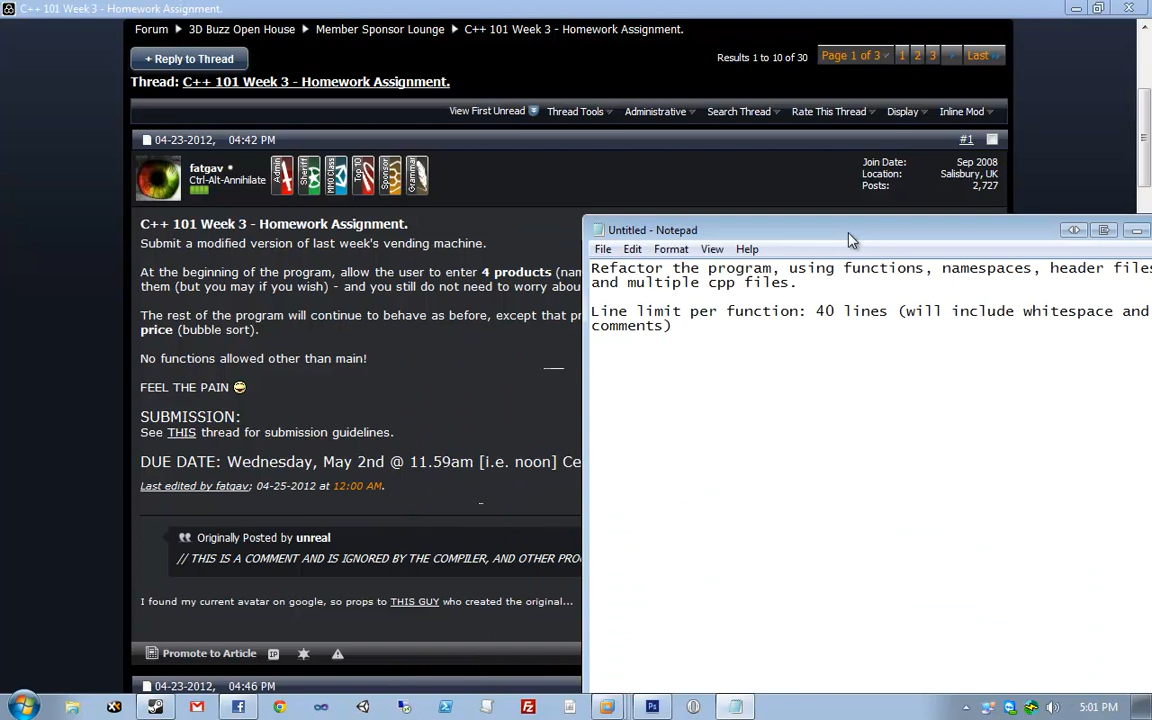 C++ 101 Week 3 - Homework Assignment.
Forum
3D Buzz Open House
Member Sponsor Lounge
C++ 101 Week 3 - Homework Assignment.
+ Reply to Thread
Results 1 to 10 of 30
Page 1 of 3
1
2
3
Last
Thread: C++ 101 Week 3 - Homework Assignment.
View First Unread
Thread Tools
Administrative
Search Thread
Rate This Thread
Display
Inline Mod
04-23-2012, 04:42 PM
#1
fatgav
Ctrl-Alt-Annihilate
Admin
Sheriff
MMO Class
Top 10
Sponsor
Grammar
Join Date: Sep 2008
Location: Salisbury, UK
Posts: 2,727
C++ 101 Week 3 - Homework Assignment.
Submit a modified version of last week's vending machine.
At the beginning of the program, allow the user to enter 4 products (nam
them (but you may if you wish) - and you still do not need to worry abou
The rest of the program will continue to behave as before, except that pr
price (bubble sort).
No functions allowed other than main!
FEEL THE PAIN
SUBMISSION:
See THIS thread for submission guidelines.
DUE DATE: Wednesday, May 2nd @ 11.59am [i.e. noon] Ce
Last edited by fatgav; 04-25-2012 at 12:00 AM.
Originally Posted by unreal
// THIS IS A COMMENT AND IS IGNORED BY THE COMPILER, AND OTHER PRO
I found my current avatar on google, so props to THIS GUY who created the original...
Promote to Article
IP
04-23-2012, 04:46 PM
Untitled - Notepad
File Edit Format View Help
Refactor the program, using functions, namespaces, header files
and multiple cpp files.
Line limit per function: 40 lines (will include whitespace and
comments)
5:01 PM